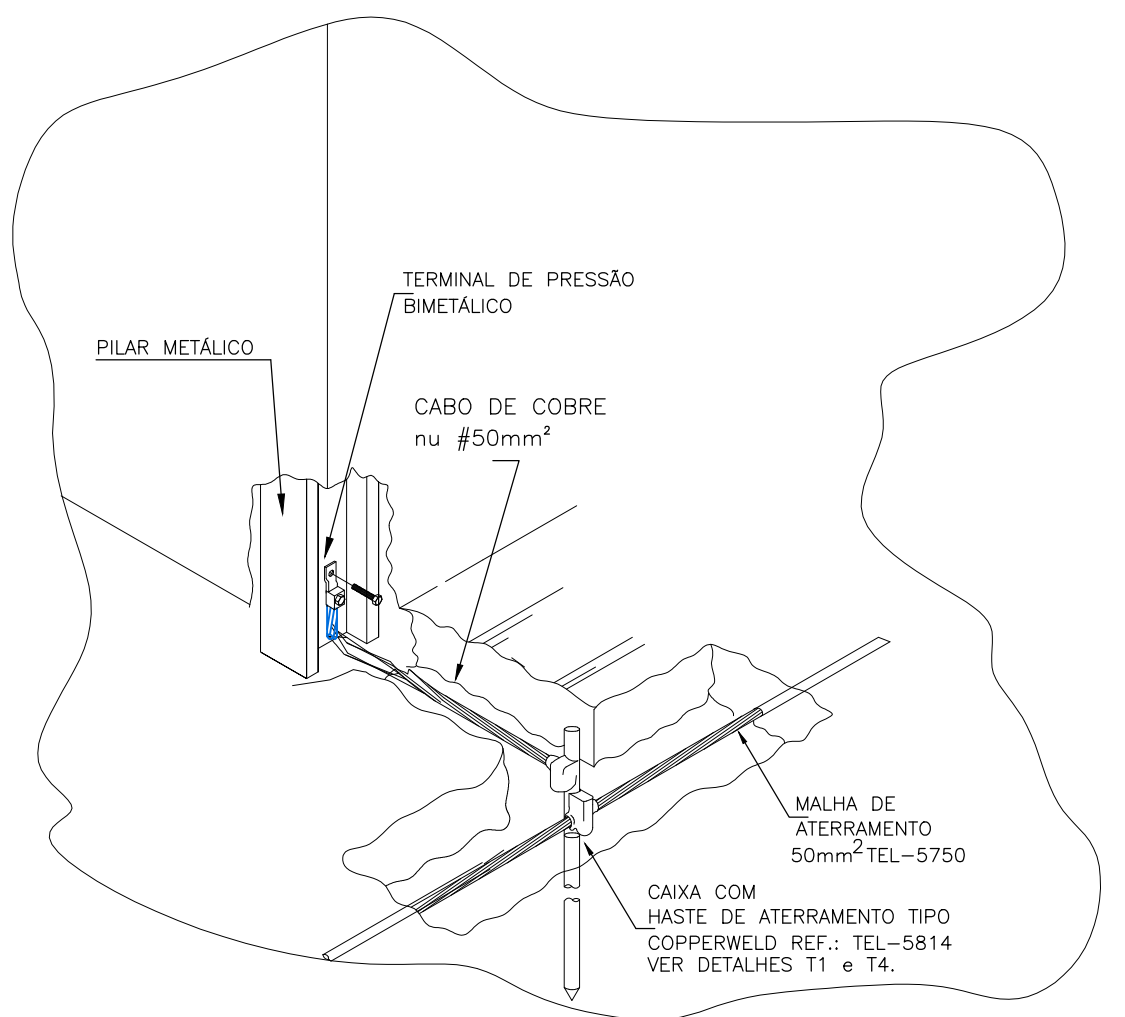 TERMINAL DE PRESSÃO
BIMETÁLICO
PILAR METÁLICO
CABO DE COBRE
nu #50mm²
MALHA DE
ATERRAMENTO
50mm² TEL-5750
CAIXA COM
HASTE DE ATERRAMENTO TIPO
COPPERWELD REF.: TEL-5814
VER DETALHES T1 e T4.